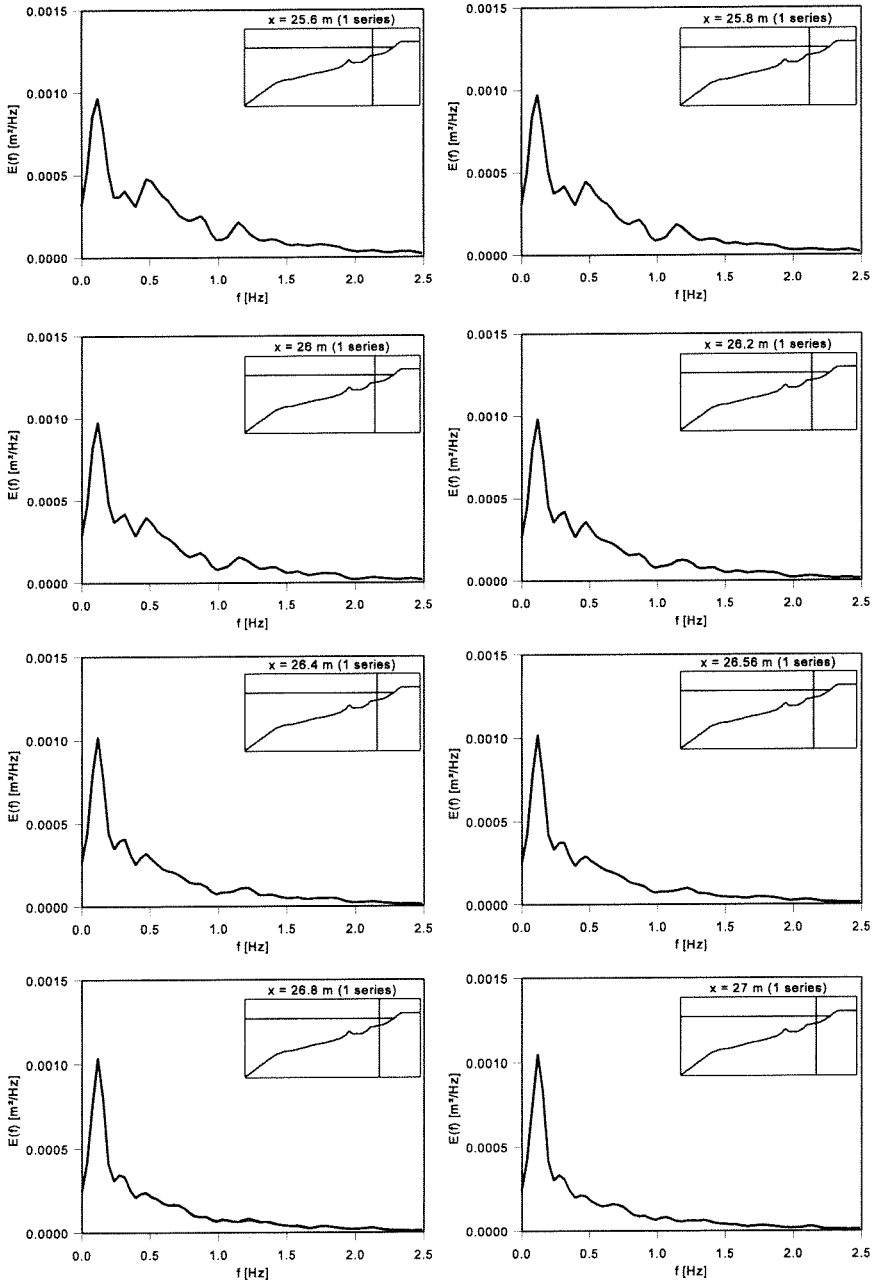 x = 25.6 m (1 series)
0.0015
0.0010
0.0005
0.0000
E(f) [m²/Hz]
0.0 0.5 1.0 1.5 2.0 2.5
f [Hz]
x = 25.8 m (1 series)
0.0015
0.0010
0.0005
0.0000
E(f) [m²/Hz]
0.0 0.5 1.0 1.5 2.0 2.5
f [Hz]
x = 26 m (1 series)
0.0015
0.0010
0.0005
0.0000
E(f) [m²/Hz]
0.0 0.5 1.0 1.5 2.0 2.5
f [Hz]
x = 26.2 m (1 series)
0.0015
0.0010
0.0005
0.0000
E(f) [m²/Hz]
0.0 0.5 1.0 1.5 2.0 2.5
f [Hz]
x = 26.4 m (1 series)
0.0015
0.0010
0.0005
0.0000
E(f) [m²/Hz]
0.0 0.5 1.0 1.5 2.0 2.5
f [Hz]
x = 26.56 m (1 series)
0.0015
0.0010
0.0005
0.0000
E(f) [m²/Hz]
0.0 0.5 1.0 1.5 2.0 2.5
f [Hz]
x = 26.8 m (1 series)
0.0015
0.0010
0.0005
0.0000
E(f) [m²/Hz]
0.0 0.5 1.0 1.5 2.0 2.5
f [Hz]
x = 27 m (1 series)
0.0015
0.0010
0.0005
0.0000
E(f) [m²/Hz]
0.0 0.5 1.0 1.5 2.0 2.5
f [Hz]